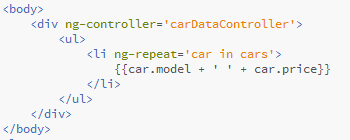 <body>
    <div ng-controller='carDataController'>
        <ul>
            <li ng-repeat='car in cars'>
                {{car.model + ' ' + car.price}}
            </li>
        </ul>
    </div>
</body>